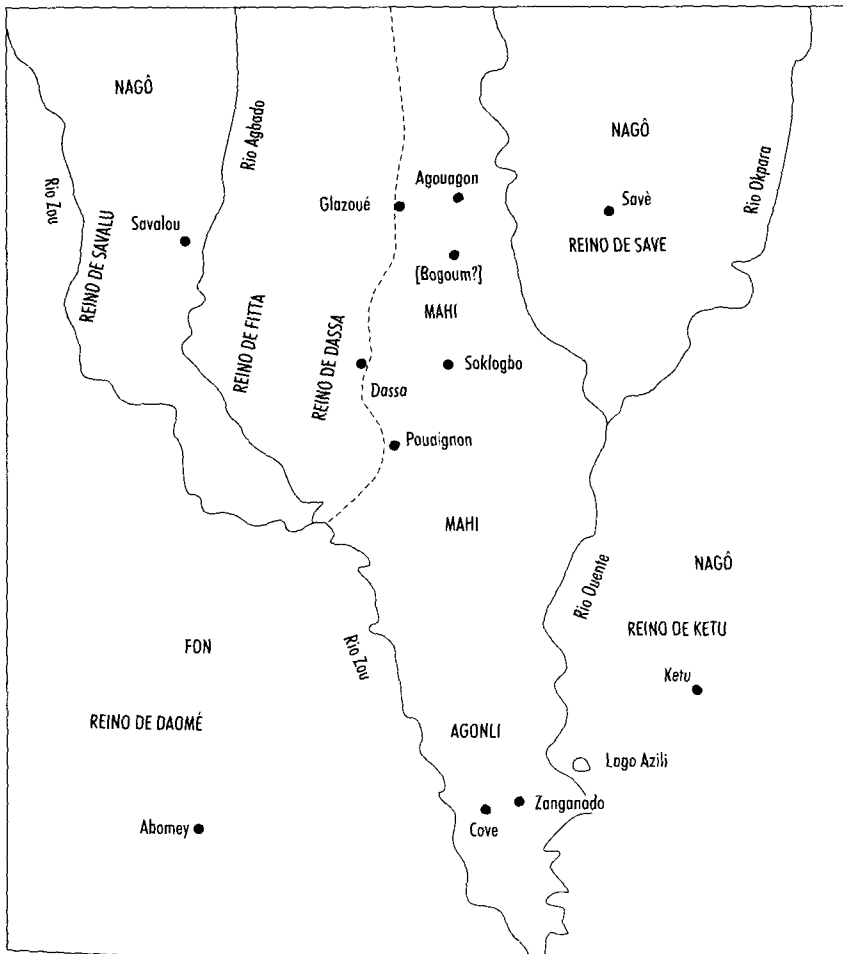 NAGÔ
Rio Agbado
NAGÔ
Rio Okpara
Rio Zou
REINO DE SAVALU
Savalou
Glazoué
Agouagon
Savè
REINO DE SAVE
[Bogoum?]
MAHI
REINO DE FITTA
REINO DE DASSA
Dassa
Soklogbo
Pouaignon
MAHI
NAGÔ
Rio Ouente
REINO DE KETU
Ketu
FON
Rio Zou
REINO DE DAOMÉ
AGONLI
Lago Azili
Zanganado
Cove
Abomey